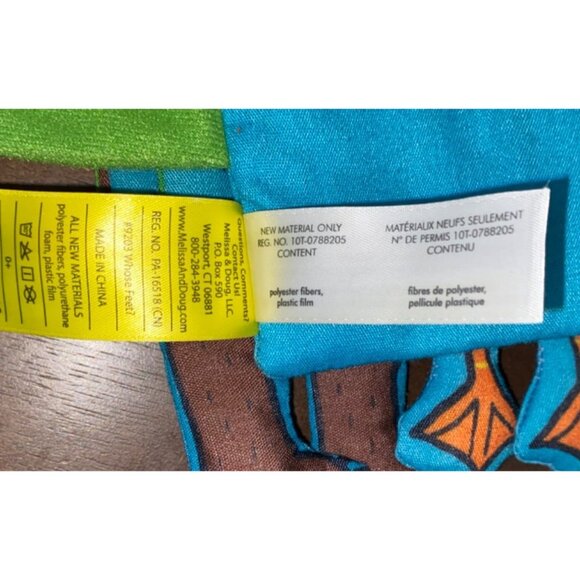 Questions, Comments?
Contact Us!
Melissa & Doug, LLC.
P.O. Box 590
Westport, CT 06881
800-284-3948
www.MelissaAndDoug.com
REG. NO. PA-16518 (CN)
MADE IN CHINA
#9203 Whose Feet?
ALL NEW MATERIALS
polyester fibers, polyurethane
foam, plastic film
0+
NEW MATERIAL ONLY
REG. NO. 10T-0788205
CONTENT
polyester fibers,
plastic film
MATÉRIAUX NEUFS SEULEMENT
Nº DE PERMIS 10T-0788205
CONTENU
fibres de polyester,
pellicule plastique